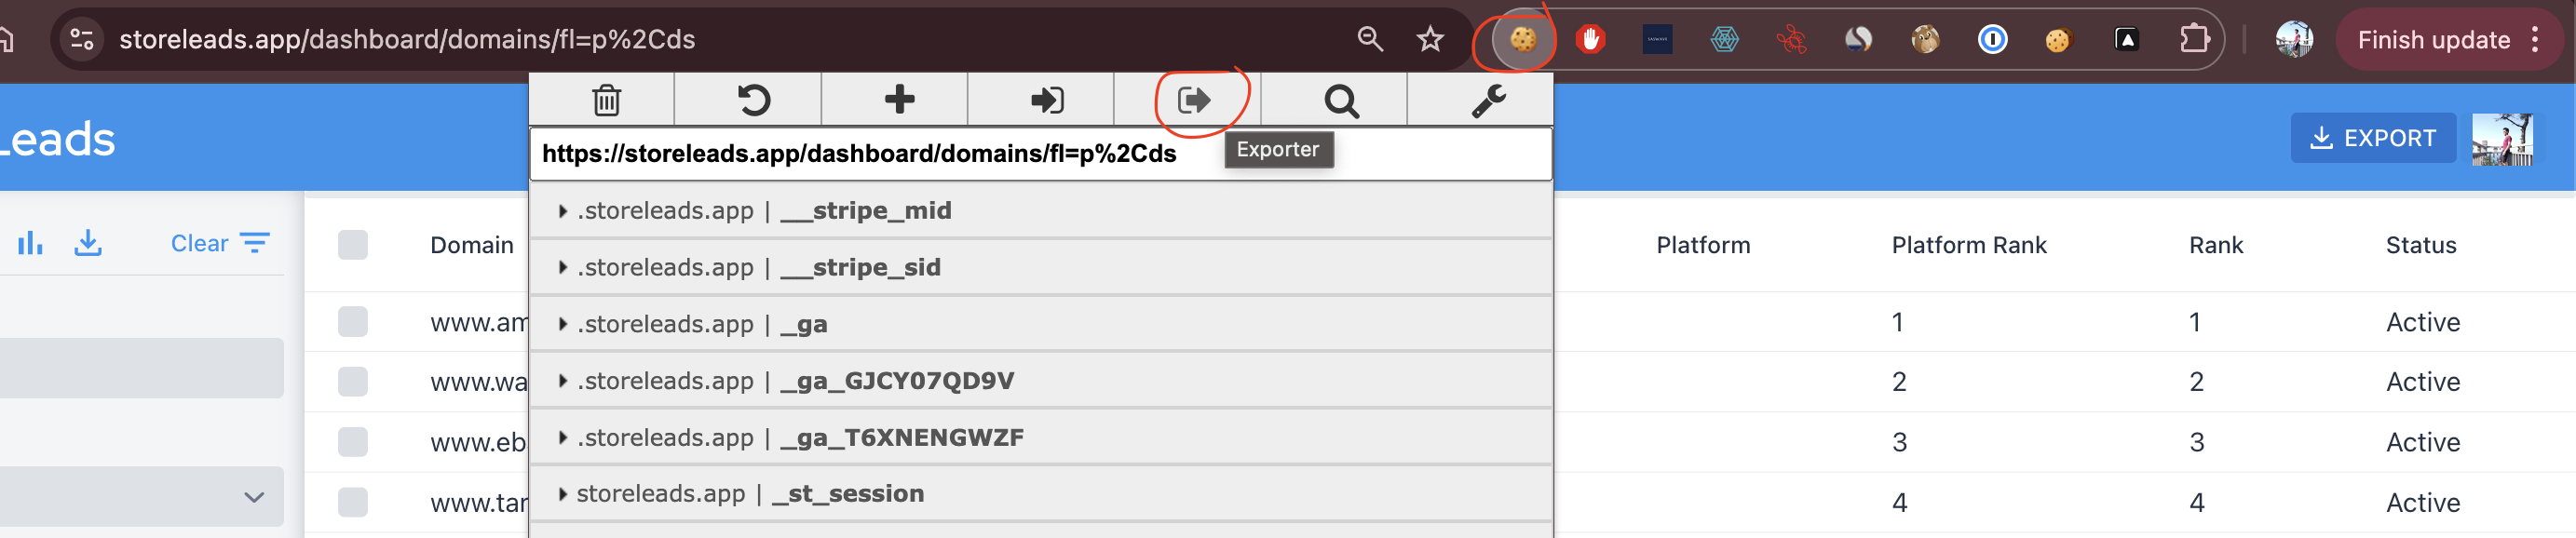 storeleads.app/dashboard/domains/fl=p%2Cds
Finish update
Leads
EXPORT
https://storeleads.app/dashboard/domains/fl=p%2Cds
Exporter
.storeleads.app | __stripe_mid
.storeleads.app | __stripe_sid
.storeleads.app | _ga
.storeleads.app | _ga_GJCY07QD9V
.storeleads.app | _ga_T6XNENGWZF
storeleads.app | _st_session
Clear
Domain Platform Platform Rank Rank Status
www.am 1 1 Active
www.wa 2 2 Active
www.eb 3 3 Active
www.tar 4 4 Active